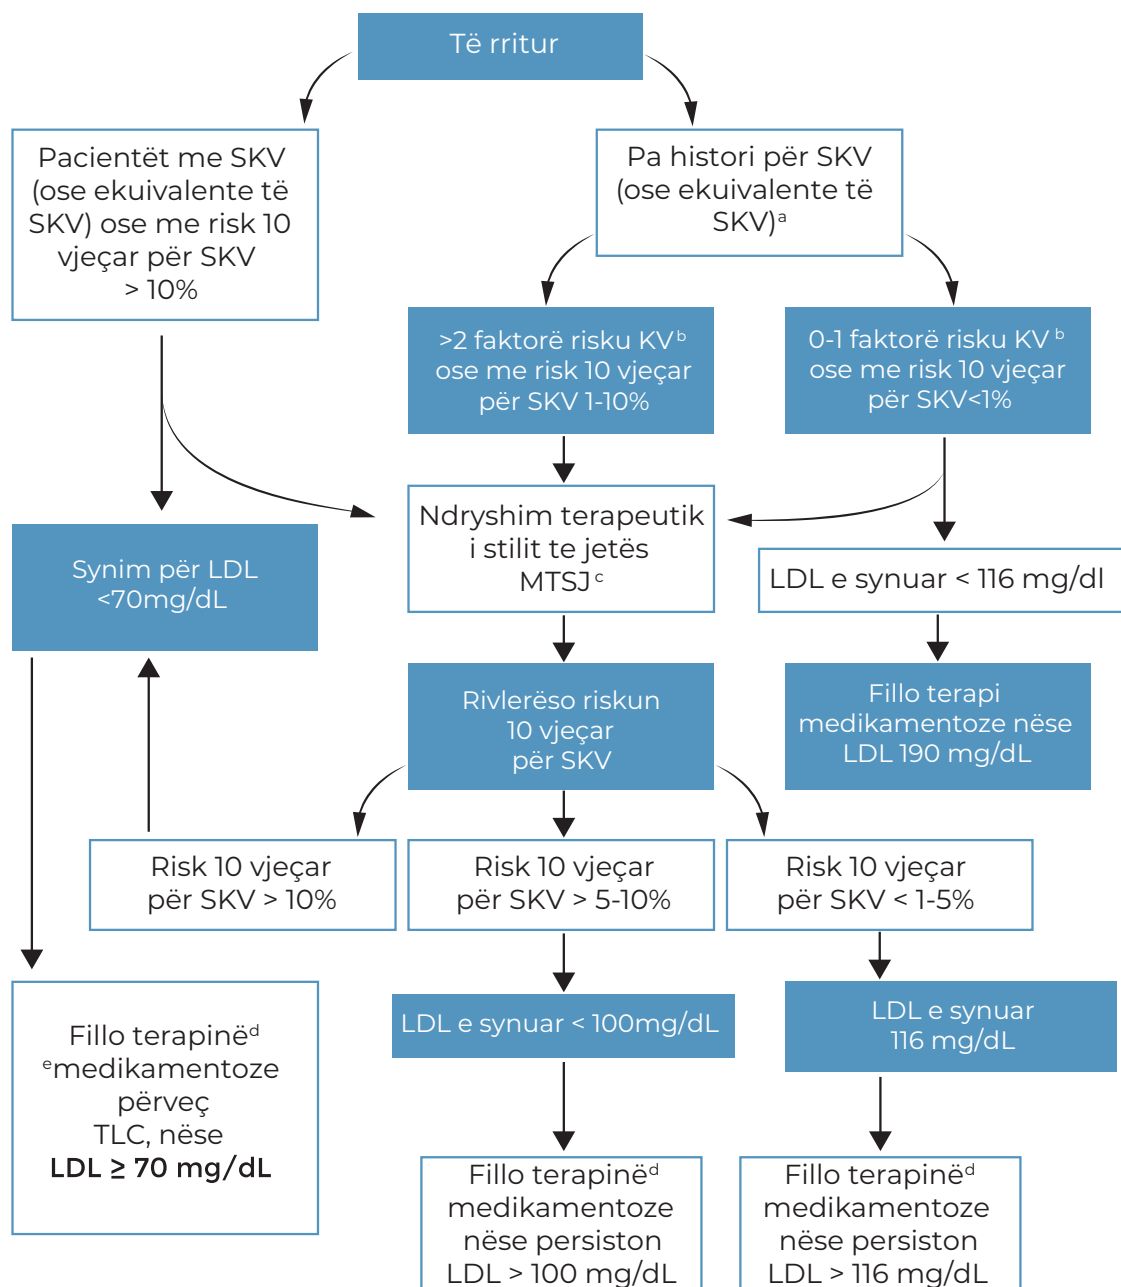 Të rritur
Pacientët me SKV
(ose ekuivalente të
SKV) ose me risk 10
vjeçar për SKV
> 10%
Pa histori për SKV
(ose ekuivalente të
SKV)ᵃ
>2 faktorë risku KVᵇ
ose me risk 10 vjeçar
për SKV 1-10%
0-1 faktorë risku KVᵇ
ose me risk 10 vjeçar
për SKV<1%
Ndryshim terapeutik
i stilit te jetës
MTSJᶜ
Synim për LDL
<70mg/dL
LDL e synuar < 116 mg/dl
Rivlerëso riskun
10 vjeçar
për SKV
Fillo terapi
medikamentoze nëse
LDL 190 mg/dL
Risk 10 vjeçar
për SKV > 10%
Risk 10 vjeçar
për SKV > 5-10%
Risk 10 vjeçar
për SKV < 1-5%
Fillo terapinëᵈ
ᵉmedikamentoze
përveç
TLC, nëse
LDL ≥ 70 mg/dL
LDL e synuar < 100mg/dL
LDL e synuar
116 mg/dL
Fillo terapinëᵈ
medikamentoze
nëse persiston
LDL > 100 mg/dL
Fillo terapinëᵈ
medikamentoze
nëse persiston
LDL > 116 mg/dL